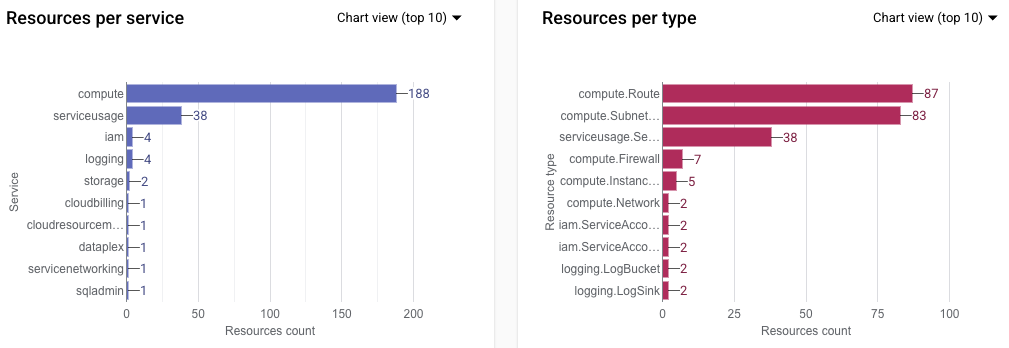 Resources per service
Chart view (top 10)
compute 188
serviceusage 38
iam 4
logging 4
storage 2
cloudbilling 1
cloudresourcem... 1
dataplex 1
servicenetworking 1
sqladmin 1
Service
0 50 100 150 200
Resources count
Resources per type
Chart view (top 10)
compute.Route 87
compute.Subnet... 83
serviceusage.Se... 38
compute.Firewall 7
compute.Instanc... 5
compute.Network 2
iam.ServiceAcco... 2
iam.ServiceAcco... 2
logging.LogBucket 2
logging.LogSink 2
Resource type
0 25 50 75 100
Resources count